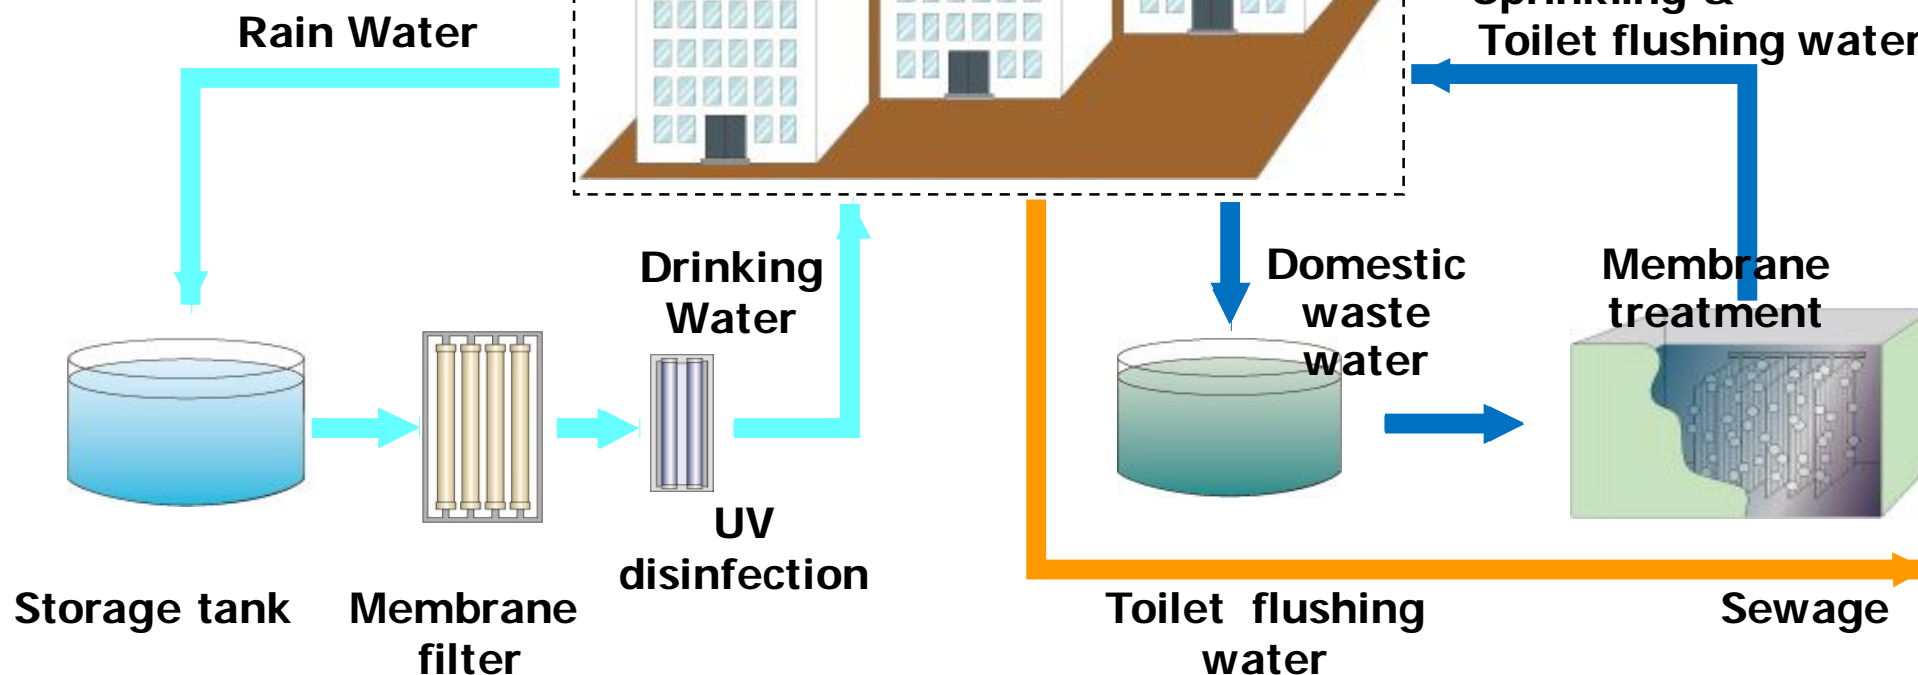 Sprinkling &
Rain Water
Toilet flushing water
Drinking
Water
Domestic
waste
water
Membrane
treatment
UV
disinfection
Storage tank
Membrane
filter
Toilet flushing
water
Sewage